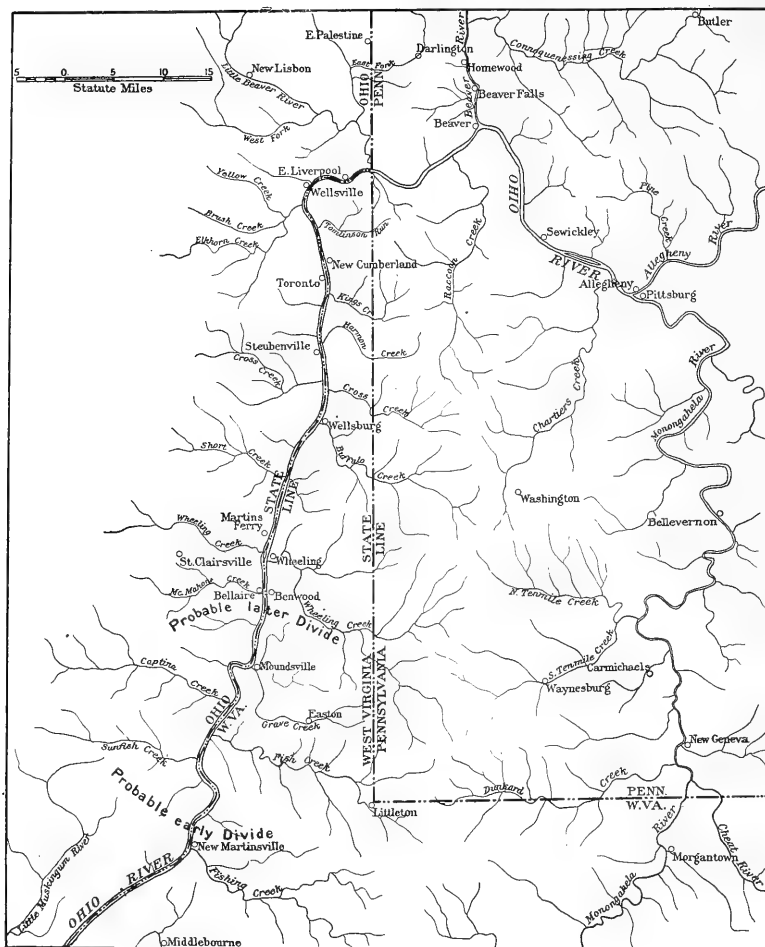 E. Palestine
Butler
River
Darlington
Connoquenessing Creek
East Fork
New Lisbon
Homewood
5 0. 5 10 15
Statute Miles
Little Beaver River
OHIO
PENN.
Beaver
Beaver Falls
West Fork
Beaver
E. Liverpool
Yellow Creek
Wellsville
OHIO
Pine
Creek
Brush Creek
Tomlinson Run
Sewickley
Allegheny
River
Elkhorn Creek
Creek
New Cumberland
RIVER
Raccoon
Toronto
Allegheny
Pittsburg
Kings Cr.
Harmon
Creek
Steubenville
Cross Creek
River
Cross
Creek
Chartiers Creek
Monongahela
Wellsburg
Short
Creek
Buffalo
Creek
STATE
LINE
Washington
Martins
Ferry
Bellevernon
Wheeling
Creek
STATE
LINE
St. Clairsville
Wheeling
Mc. Mahons
Creek
Bellaire
Benwood
N. Tenmile Creek
Probable later Divide
Wheeling Creek
Captina
Creek
Moundsville
S. Tenmile Creek
Carmichaels
Waynesburg
OHIO
W.VA.
WEST VIRGINIA
PENNSYLVANIA
Grave Creek
Easton
New Geneva
Sunfish Creek
Fish Creek
Creek
Dunkard
PENN.
W.VA.
Probable early Divide
Littleton
River
New Martinsville
Cheat River
Morgantown
OHIO RIVER
Little Muskingum River
Fishing Creek
Monongahela
Middlebourne